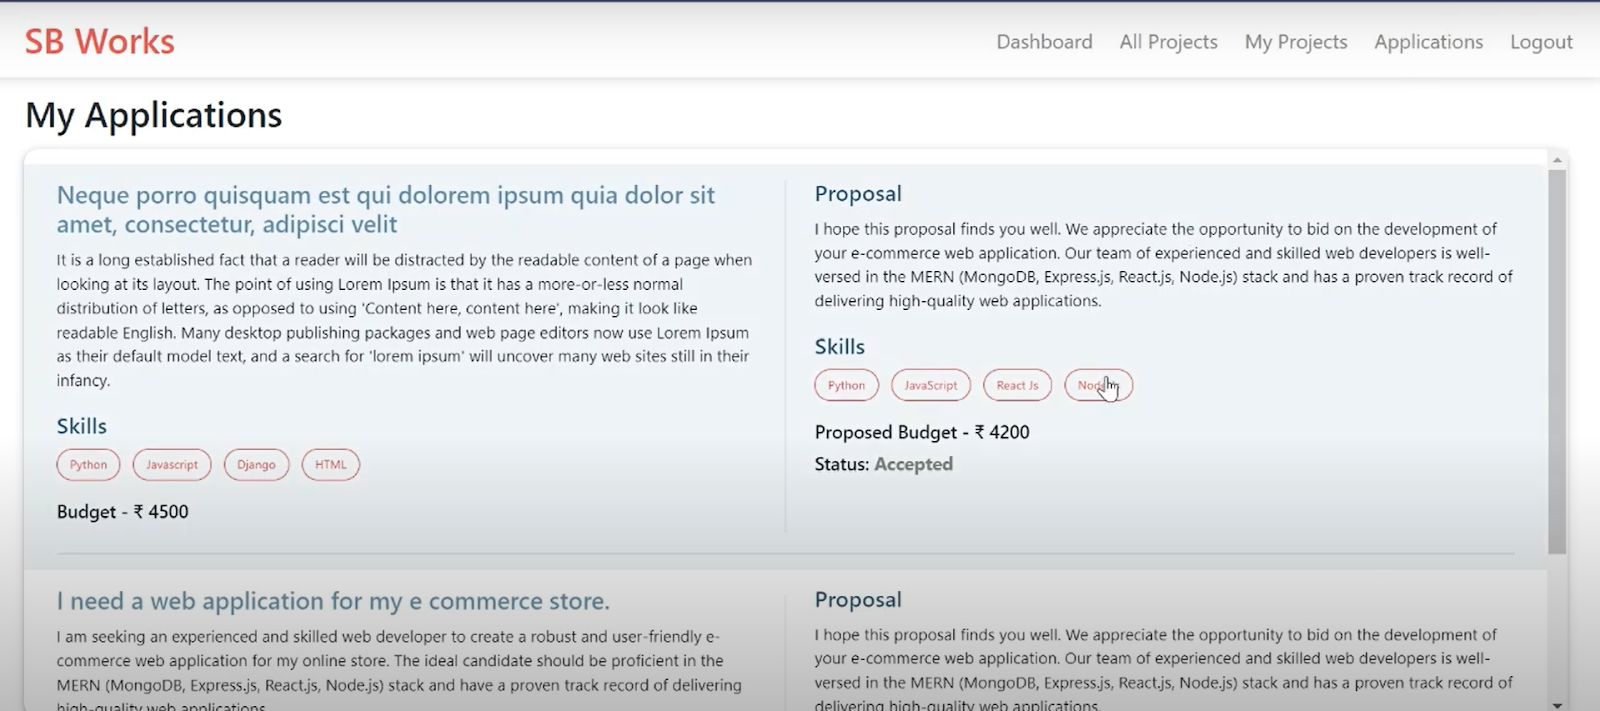 SB Works
Dashboard
All Projects
My Projects
Applications
Logout
My Applications
Neque porro quisquam est qui dolorem ipsum quia dolor sit
amet, consectetur, adipisci velit
It is a long established fact that a reader will be distracted by the readable content of a page when
looking at its layout. The point of using Lorem Ipsum is that it has a more-or-less normal
distribution of letters, as opposed to using 'Content here, content here', making it look like
readable English. Many desktop publishing packages and web page editors now use Lorem Ipsum
as their default model text, and a search for 'lorem ipsum' will uncover many web sites still in their
infancy.
Skills
Python
Javascript
Django
HTML
Budget - ₹ 4500
Proposal
I hope this proposal finds you well. We appreciate the opportunity to bid on the development of
your e-commerce web application. Our team of experienced and skilled web developers is well-
versed in the MERN (MongoDB, Express.js, React.js, Node.js) stack and has a proven track record of
delivering high-quality web applications.
Skills
Python
JavaScript
React Js
Proposed Budget - ₹ 4200
Status: Accepted
I need a web application for my e commerce store.
I am seeking an experienced and skilled web developer to create a robust and user-friendly e-
commerce web application for my online store. The ideal candidate should be proficient in the
MERN (MongoDB, Express.js, React.js, Node.js) stack and have a proven track record of delivering
high-quality web applications.
Proposal
I hope this proposal finds you well. We appreciate the opportunity to bid on the development of
your e-commerce web application. Our team of experienced and skilled web developers is well-
versed in the MERN (MongoDB, Express.js, React.js, Node.js) stack and has a proven track record of
delivering high-quality web applications.